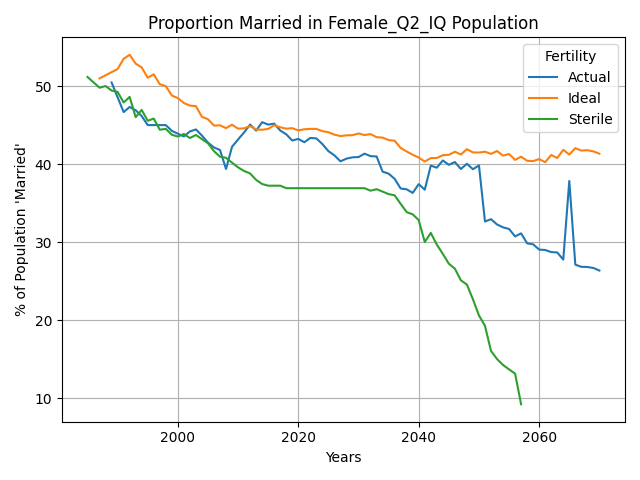 Proportion Married in Female_Q2_IQ Population
Fertility
Actual
Ideal
Sterile
% of Population 'Married'
50
40
30
20
10
2000
2020
2040
2060
Years